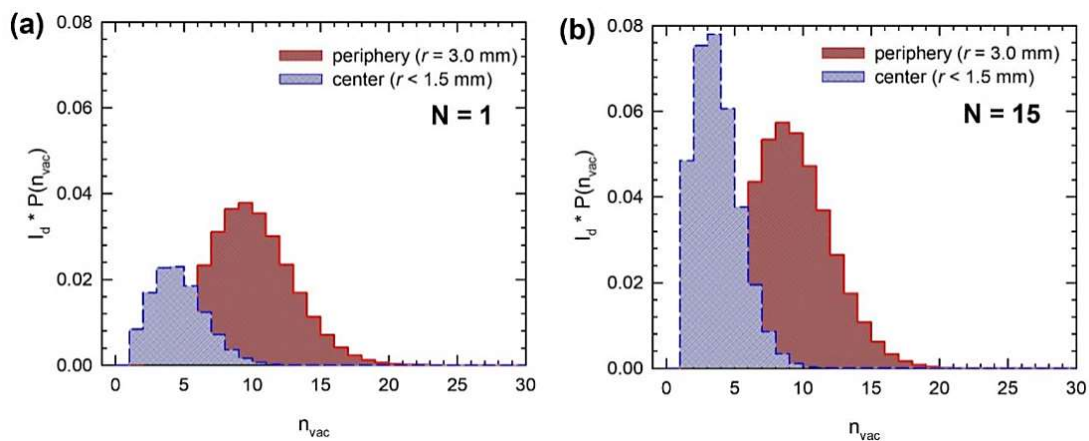 (a)
0.08
0.06
0.04
0.02
0.00
I_d * P(n_vac)
periphery (r = 3.0 mm)
center (r < 1.5 mm)
N = 1
0 5 10 15 20 25 30
n_vac
(b)
0.08
0.06
0.04
0.02
0.00
I_d * P(n_vac)
periphery (r = 3.0 mm)
center (r < 1.5 mm)
N = 15
0 5 10 15 20 25 30
n_vac